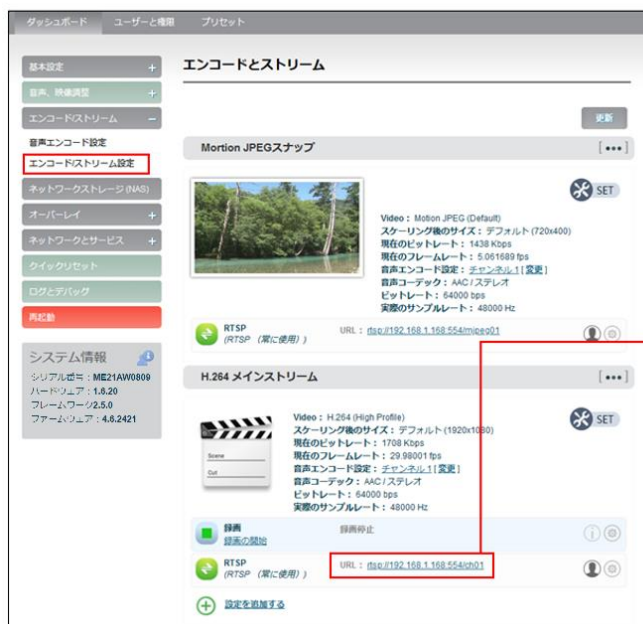 ダッシュボード ユーザーと権限 プリセット
基本設定 +
音声、映像調整 +
エンコード/ストリーム −
音声エンコード設定
エンコード/ストリーム設定
ネットワークストレージ (NAS)
オーバーレイ +
ネットワークとサービス +
クイックリセット
ログとデバッグ
再起動
システム情報
シリアル番号：ME21AW0809
ハードウェア：1.6.20
フレームワーク2.5.0
ファームウェア：4.6.2421
エンコードとストリーム
更新
Mortion JPEGスナップ [•••]
SET
Video： Motion JPEG (Default)
スケーリング後のサイズ： デフォルト (720x400)
現在のビットレート： 1438 Kbps
現在のフレームレート： 5.061689 fps
音声エンコード設定： チャンネル 1 [変更]
音声コーデック： AAC / ステレオ
ビットレート： 64000 bps
実際のサンプルレート： 48000 Hz
RTSP URL： rtsp://192.168.1.168:554/mjpeg01
(RTSP （常に使用）)
H.264 メインストリーム [•••]
SET
Scene
Cut
Video： H.264 (High Profile)
スケーリング後のサイズ： デフォルト (1920x1080)
現在のビットレート： 1708 Kbps
現在のフレームレート： 29.98001 fps
音声エンコード設定： チャンネル 1 [変更]
音声コーデック： AAC / ステレオ
ビットレート： 64000 bps
実際のサンプルレート： 48000 Hz
録画 録画停止
録画の開始
RTSP URL： rtsp://192.168.1.168:554/ch01
(RTSP （常に使用）)
設定を追加する